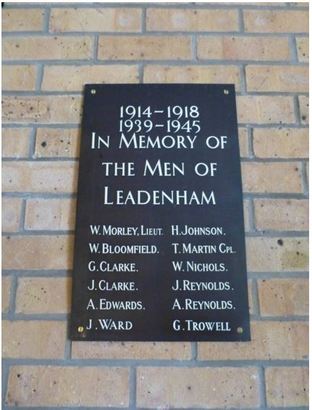 1914-1918
1939-1945
IN MEMORY OF
THE MEN OF
LEADENHAM
W. MORLEY, LIEUT. H. JOHNSON.
W. BLOOMFIELD. T. MARTIN CPL.
G. CLARKE. W. NICHOLS.
J. CLARKE. J. REYNOLDS.
A. EDWARDS. A. REYNOLDS.
J. WARD G. TROWELL